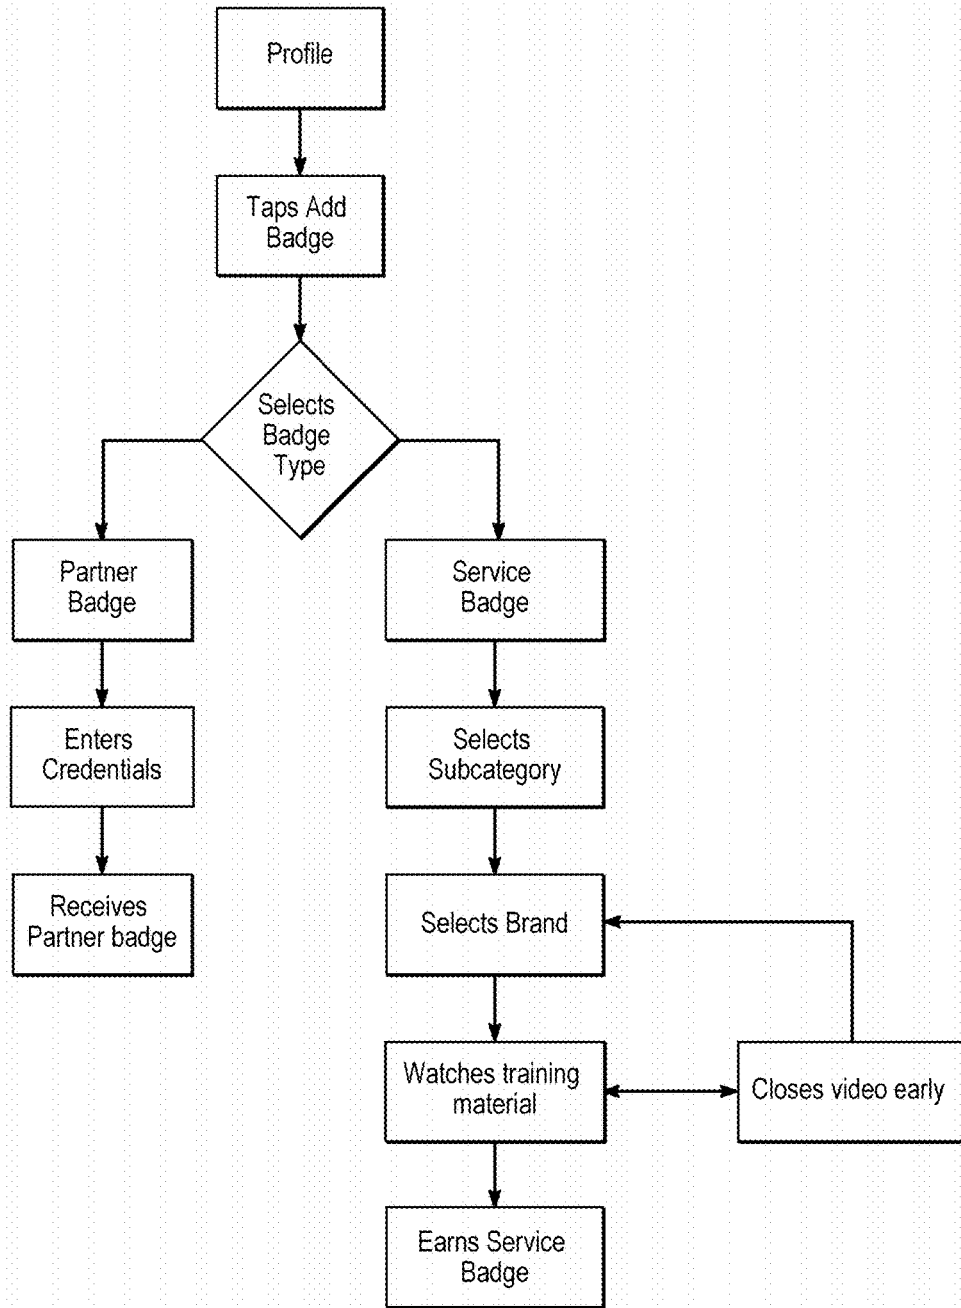 Profile
Taps Add
Badge
Selects
Badge
Type
Partner
Badge
Service
Badge
Enters
Credentials
Selects
Subcategory
Receives
Partner badge
Selects Brand
Watches training
material
Closes video early
Earns Service
Badge